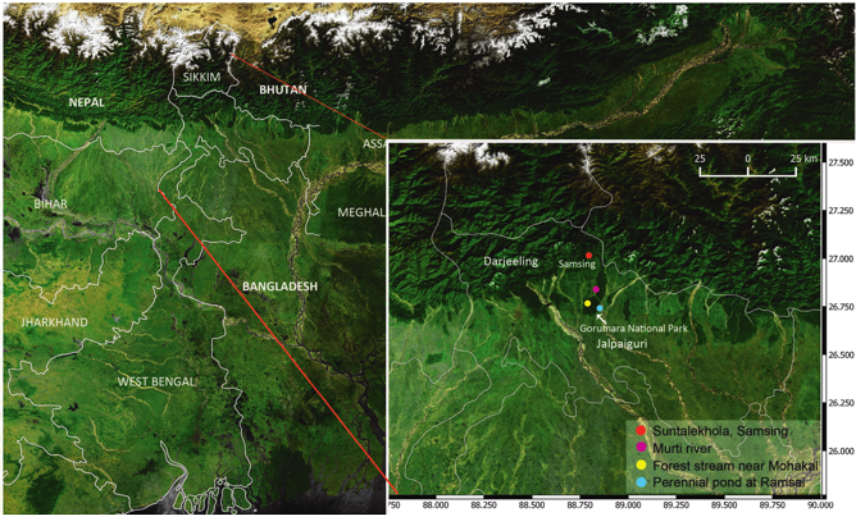 SIKKIM
NEPAL
BHUTAN
ASSA
BIHAR
MEGHAL
BANGLADESH
JHARKHAND
WEST BENGAL
25 0 25 km
27.500
27.250
27.000
26.750
26.500
26.250
26.000
Darjeeling
Samsing
Gorumara National Park
Jalpaiguri
Suntalekhola, Samsing
Murti river
Forest stream near Mohakal
Perennial pond at Ramsai
750 88.000 88.250 88.500 88.750 89.000 89.250 89.500 89.750 90.000